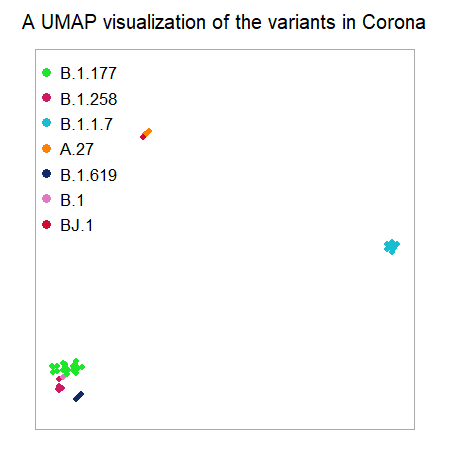 A UMAP visualization of the variants in Corona
B.1.177
B.1.258
B.1.1.7
A.27
B.1.619
B.1
BJ.1